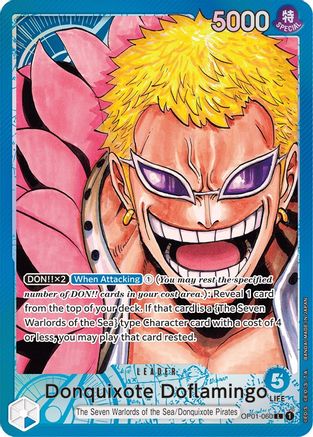 5000
特
SPECIAL
DON!!×2 When Attacking ① (You may rest the specified
number of DON!! cards in your cost area.): Reveal 1 card
from the top of your deck. If that card is a {The Seven
Warlords of the Sea} type Character card with a cost of 4
or less, you may play that card rested.
LEADER
Donquixote Doflamingo
5
LIFE
The Seven Warlords of the Sea/Donquixote Pirates
OP01-060 L